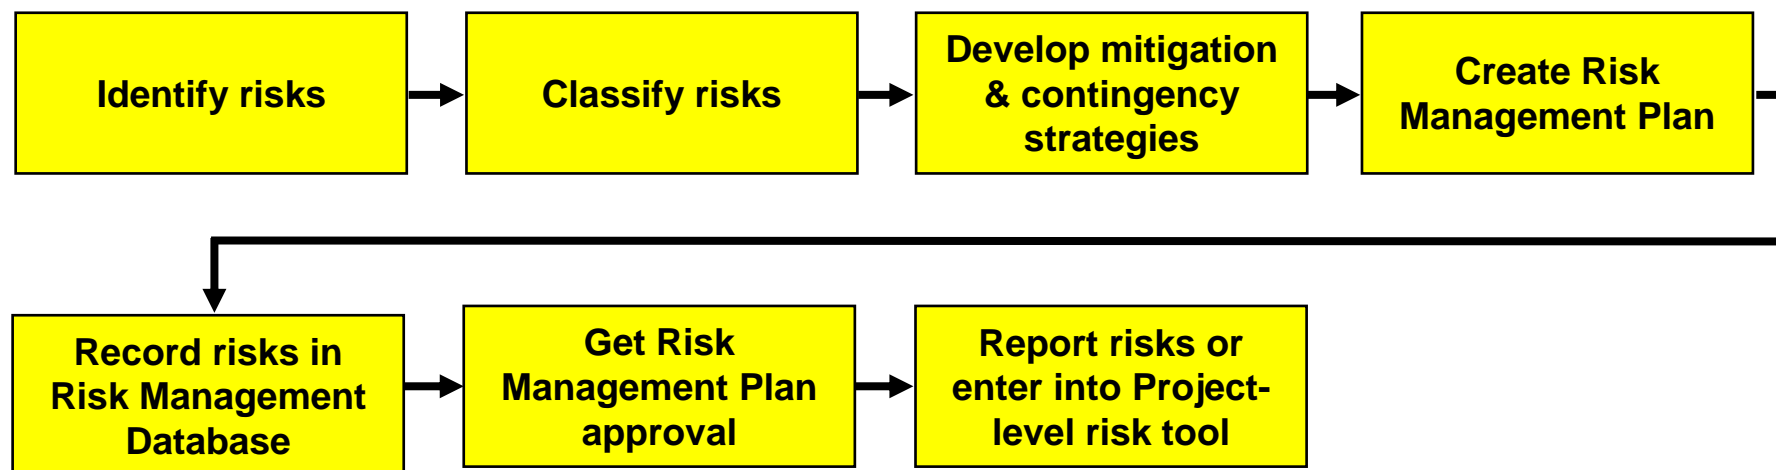 Identify risks
Classify risks
Develop mitigation
& contingency
strategies
Create Risk
Management Plan
Record risks in
Risk Management
Database
Get Risk
Management Plan
approval
Report risks or
enter into Project-
level risk tool